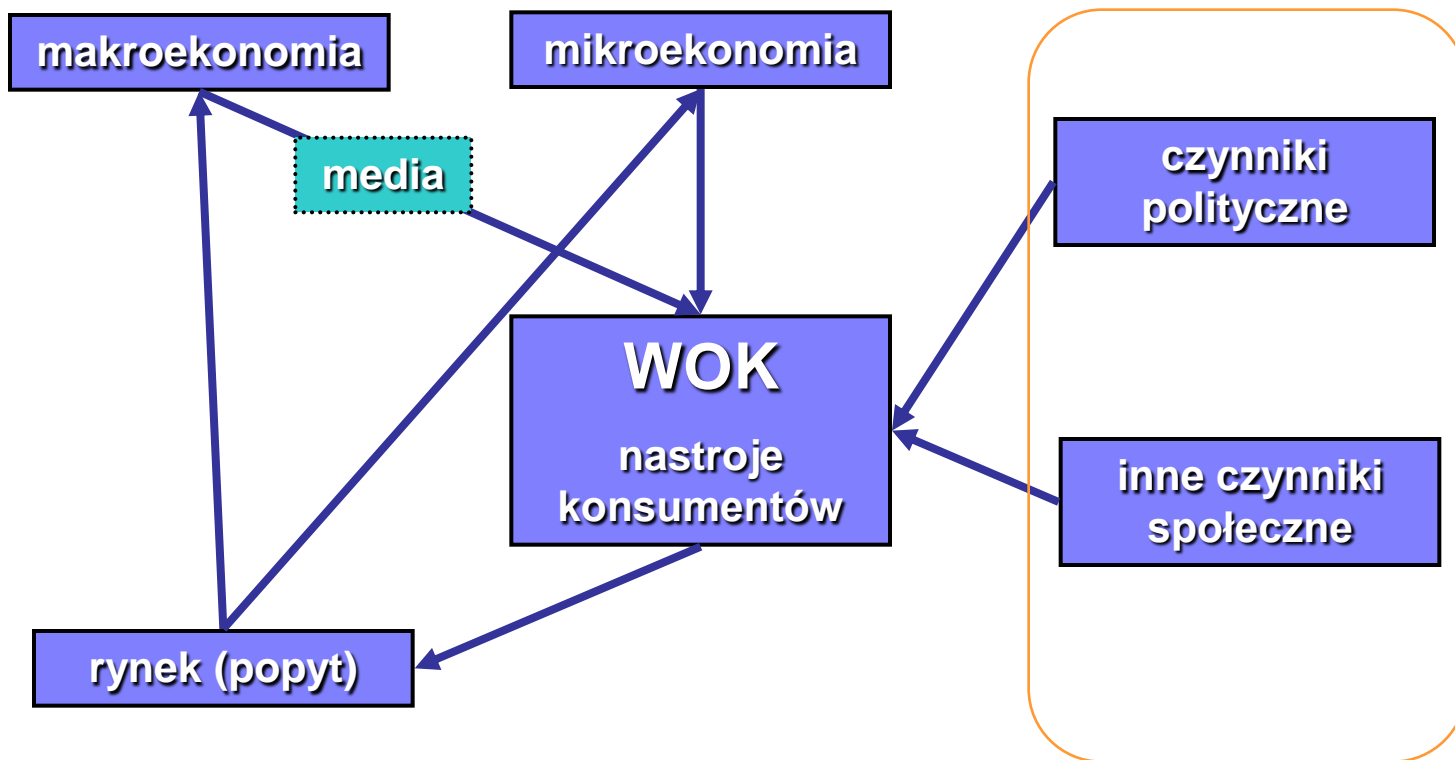 makroekonomia
mikroekonomia
media
czynniki
polityczne
WOK
nastroje
konsumentów
inne czynniki
społeczne
rynek (popyt)